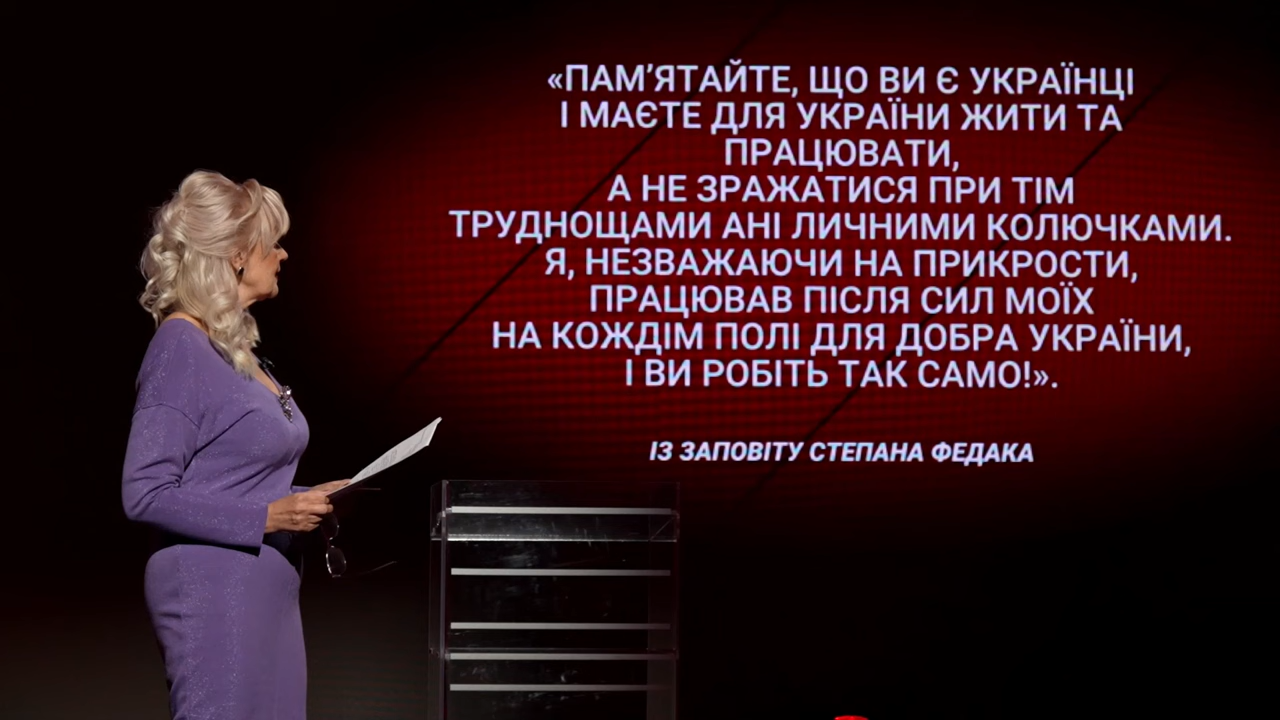 «ПАМ’ЯТАЙТЕ, ЩО ВИ Є УКРАЇНЦІ
І МАЄТЕ ДЛЯ УКРАЇНИ ЖИТИ ТА
ПРАЦЮВАТИ,
А НЕ ЗРАЖАТИСЯ ПРИ ТІМ
ТРУДНОЩАМИ АНІ ЛИЧНИМИ КОЛЮЧКАМИ.
Я, НЕЗВАЖАЮЧИ НА ПРИКРОСТИ,
ПРАЦЮВАВ ПІСЛЯ СИЛ МОЇХ
НА КОЖДІМ ПОЛІ ДЛЯ ДОБРА УКРАЇНИ,
І ВИ РОБІТЬ ТАК САМО!».
ІЗ ЗАПОВІТУ СТЕПАНА ФЕДАКА